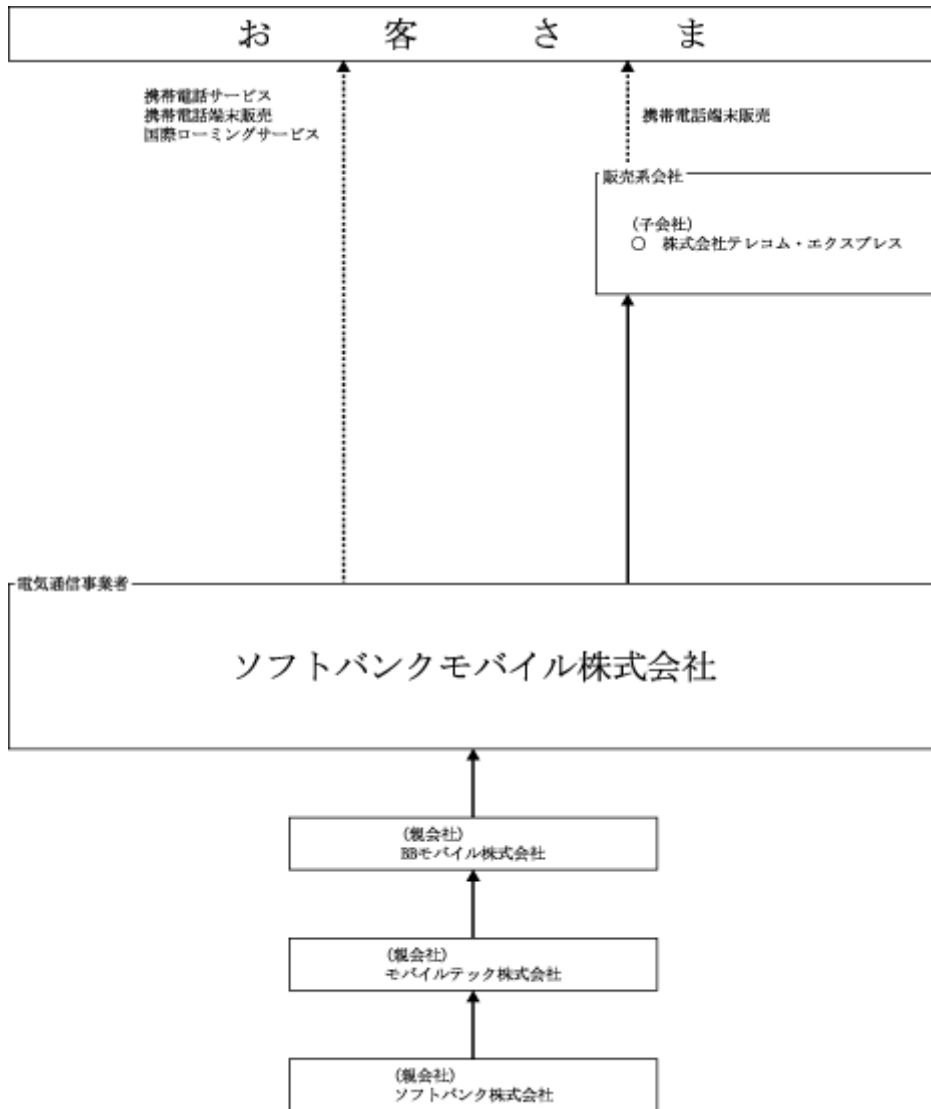 お客さま
携帯電話サービス
携帯電話端末販売
国際ローミングサービス
携帯電話端末販売
販売系会社
(子会社)
○ 株式会社テレコム・エクスプレス
電気通信事業者
ソフトバンクモバイル株式会社
(親会社)
BBモバイル株式会社
(親会社)
モバイルテック株式会社
(親会社)
ソフトバンク株式会社